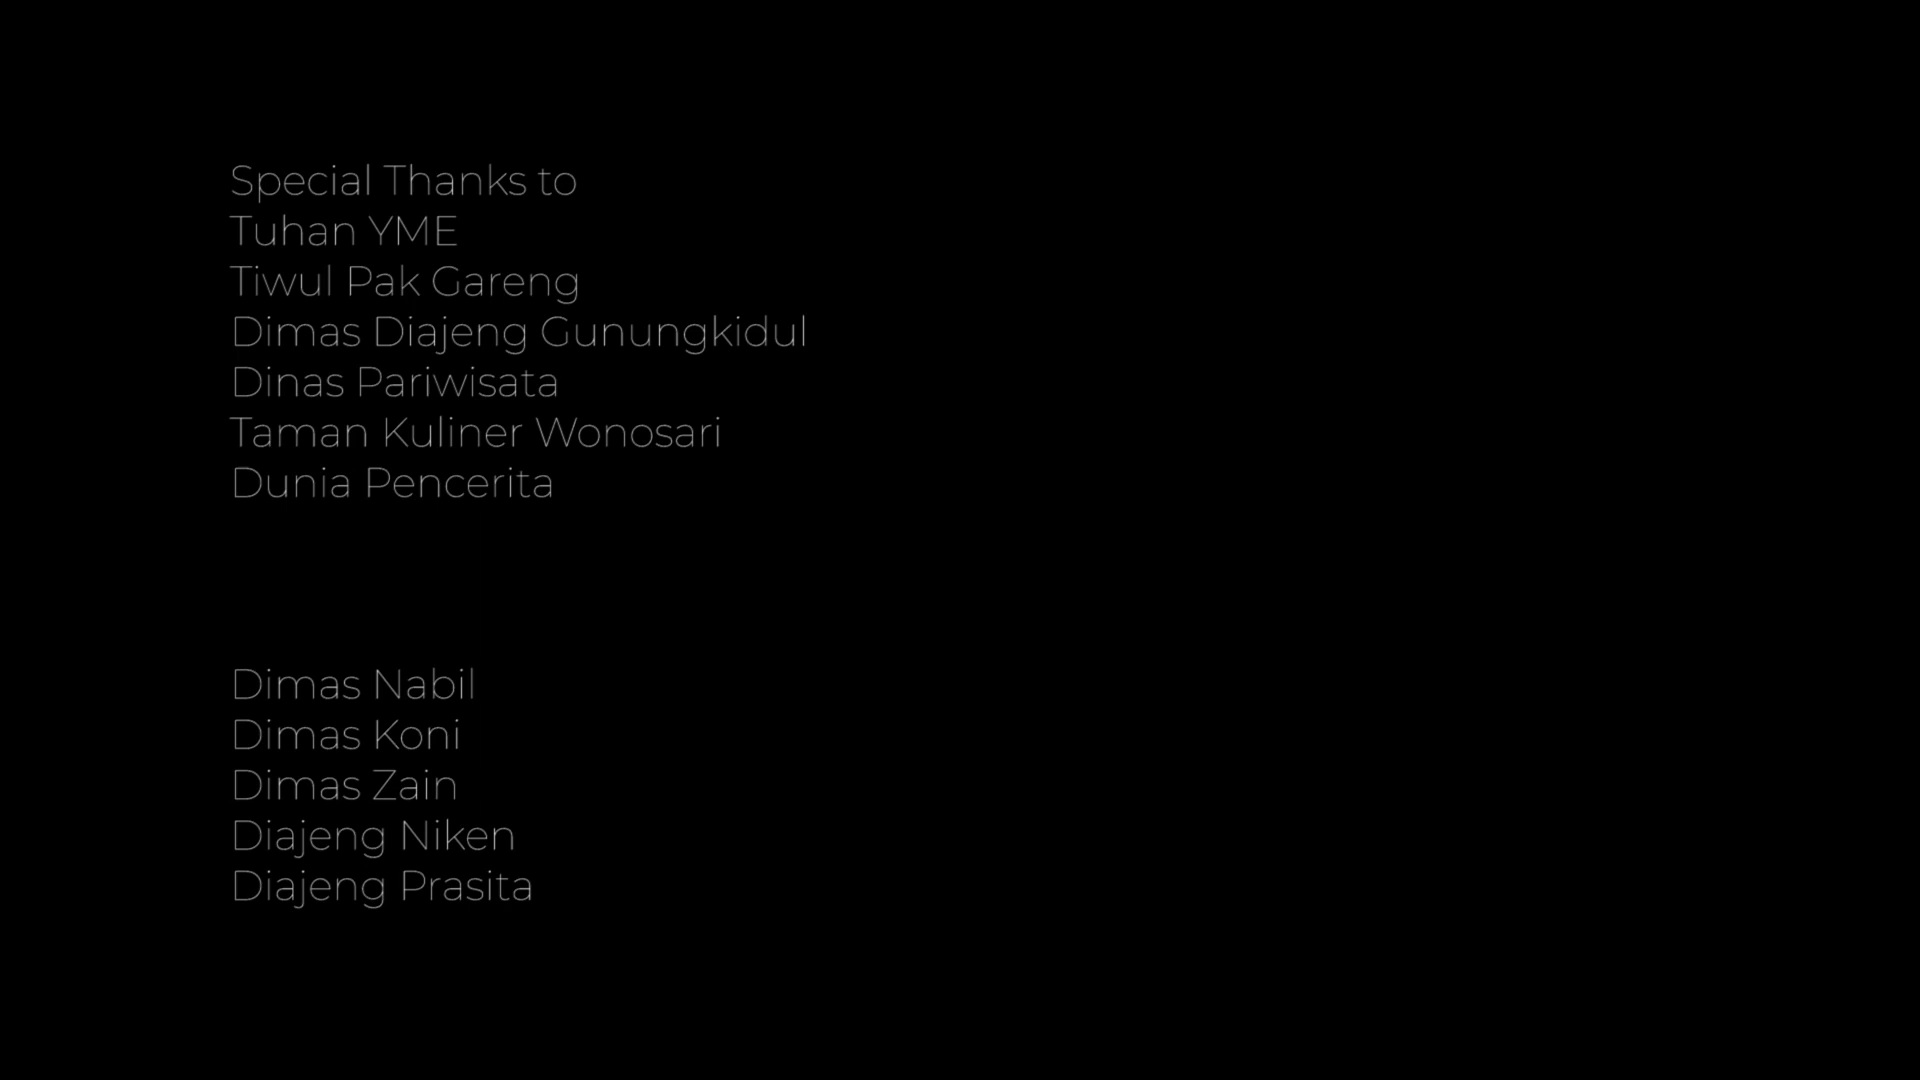 Special Thanks to
Tuhan YME
Tiwul Pak Gareng
Dimas Diajeng Gunungkidul
Dinas Pariwisata
Taman Kuliner Wonosari
Dunia Pencerita
Dimas Nabil
Dimas Koni
Dimas Zain
Diajeng Niken
Diajeng Prasita